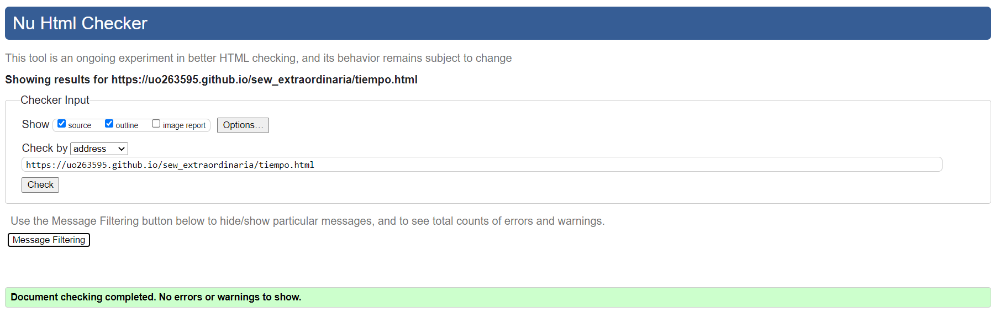 Nu Html Checker
This tool is an ongoing experiment in better HTML checking, and its behavior remains subject to change
Showing results for https://uo263595.github.io/sew_extraordinaria/tiempo.html
Checker Input
Show source outline image report Options...
Check by address
https://uo263595.github.io/sew_extraordinaria/tiempo.html
Check
Use the Message Filtering button below to hide/show particular messages, and to see total counts of errors and warnings.
Message Filtering
Document checking completed. No errors or warnings to show.